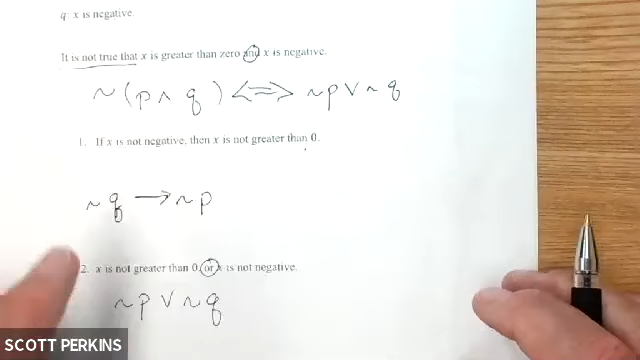 q: x is negative.
It is not true that x is greater than zero and x is negative.
~(p ∧ q) <=> ~p ∨ ~q
1. If x is not negative, then x is not greater than 0.
~q → ~p
2. x is not greater than 0 or x is not negative.
~p ∨ ~q
SCOTT PERKINS